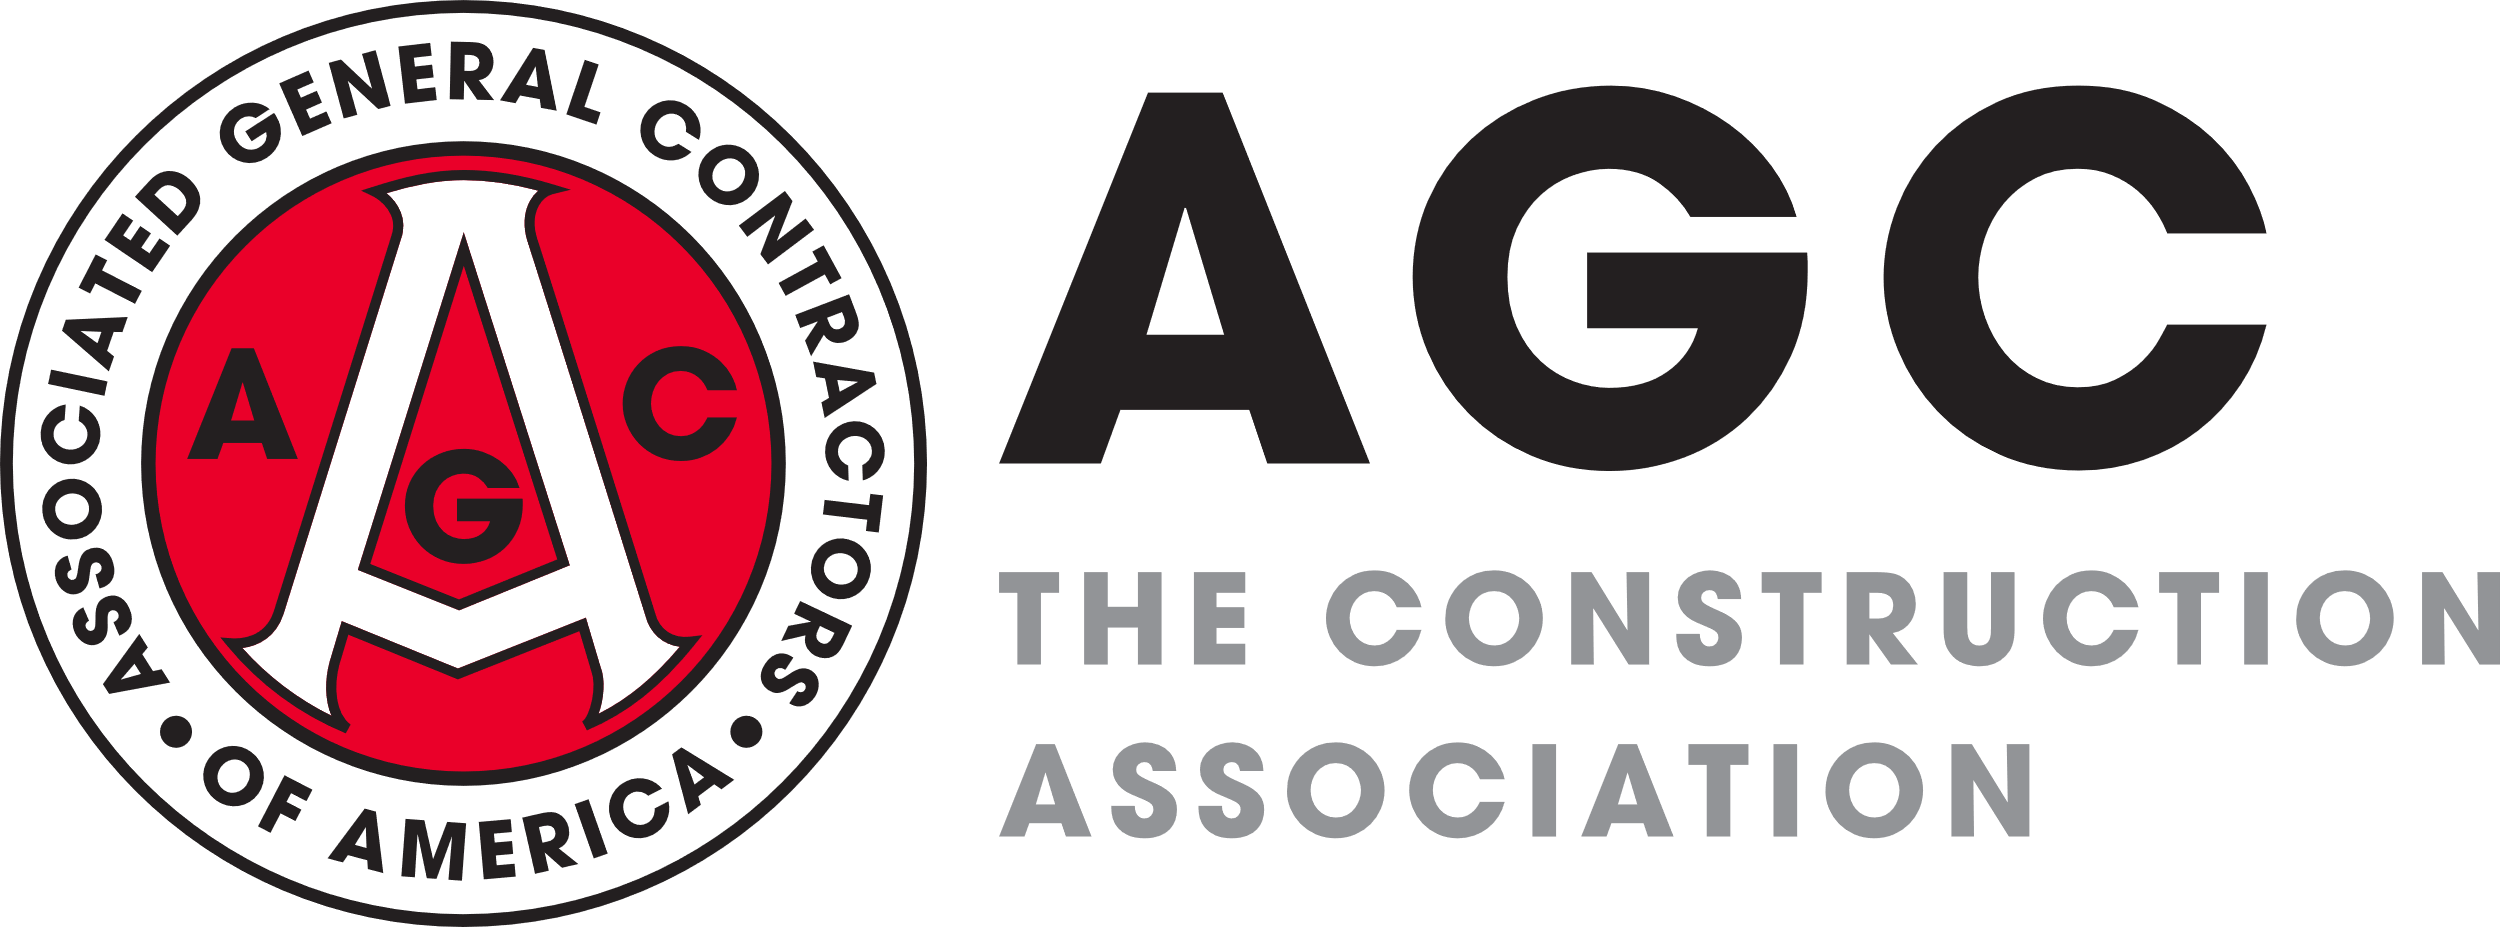 ASSOCIATED GENERAL CONTRACTORS
• OF AMERICA •
A G C
AGC
THE CONSTRUCTION
ASSOCIATION